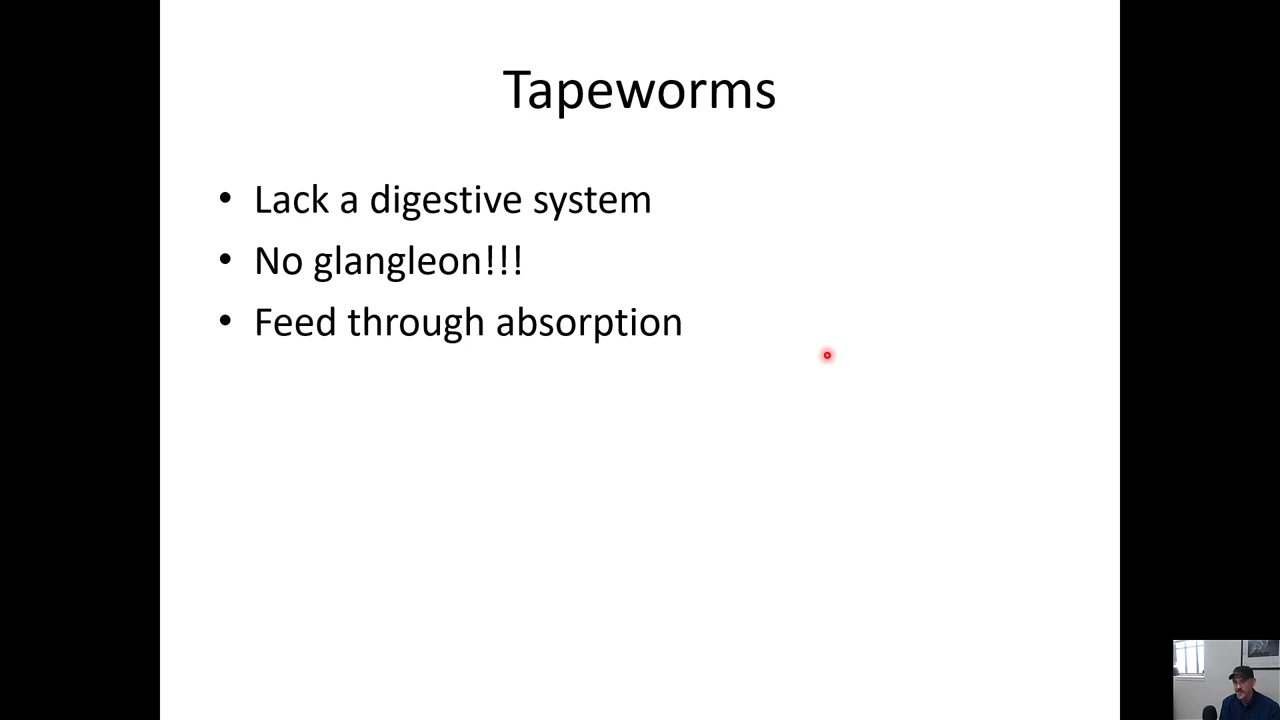 Tapeworms
• Lack a digestive system
• No glangleon!!!
• Feed through absorption